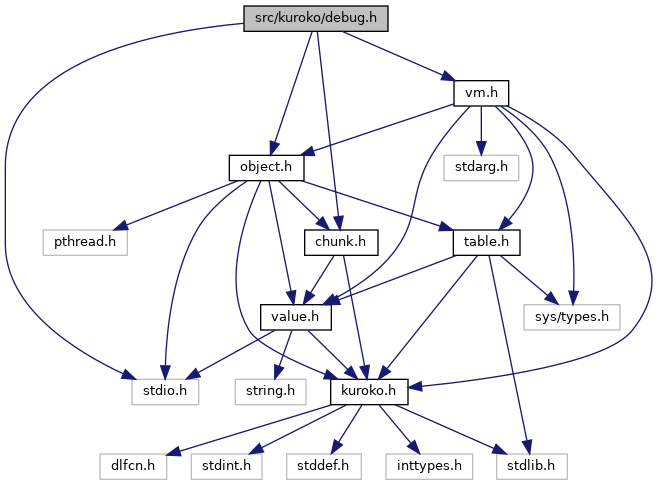 src/kuroko/debug.h
vm.h
object.h
stdarg.h
pthread.h
chunk.h
table.h
value.h
sys/types.h
stdio.h
string.h
kuroko.h
dlfcn.h
stdint.h
stddef.h
inttypes.h
stdlib.h